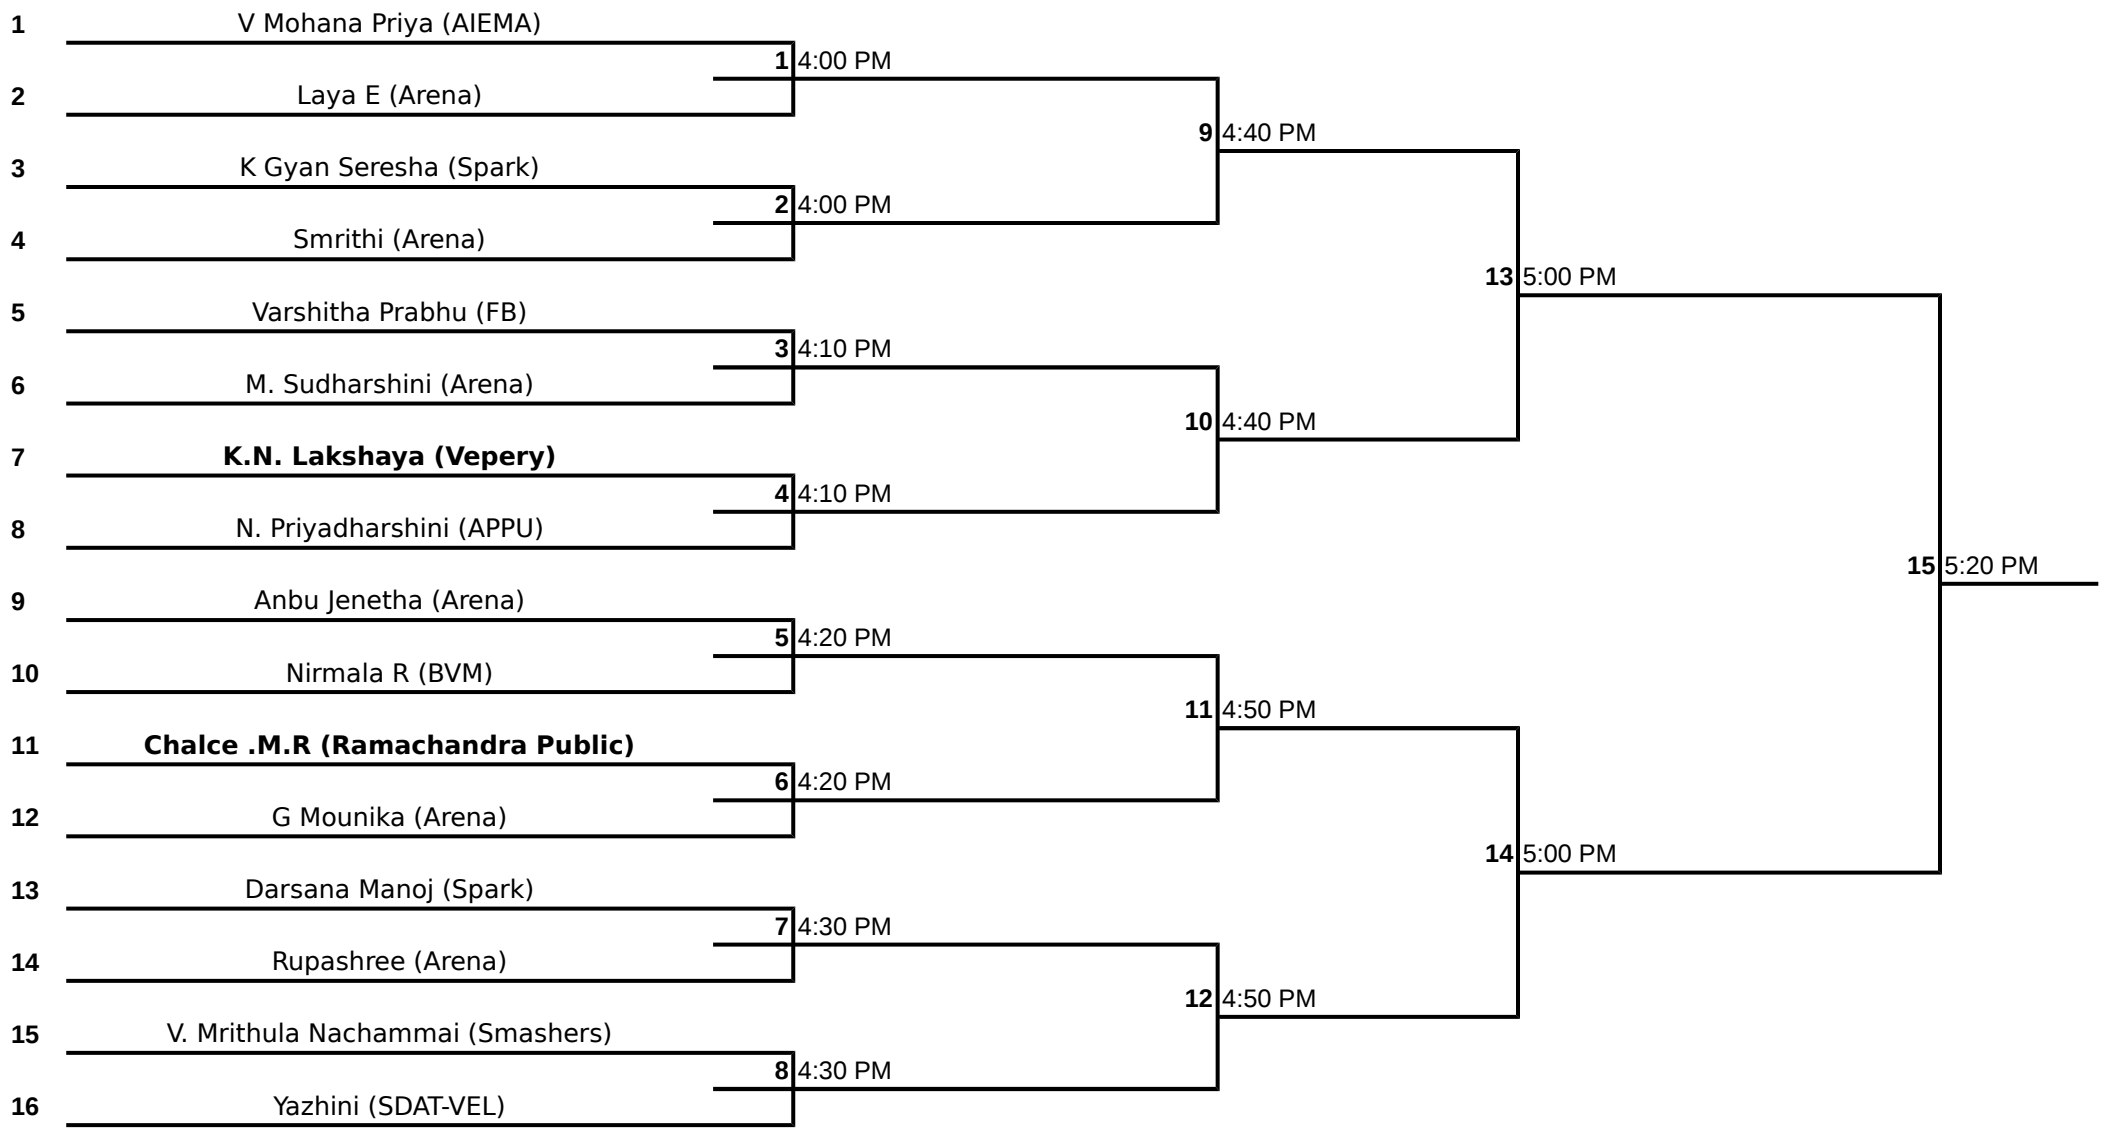 1 V Mohana Priya (AIEMA)
1 4:00 PM
2 Laya E (Arena)
9 4:40 PM
3 K Gyan Seresha (Spark)
2 4:00 PM
4 Smrithi (Arena)
13 5:00 PM
5 Varshitha Prabhu (FB)
3 4:10 PM
6 M. Sudharshini (Arena)
10 4:40 PM
7 K.N. Lakshaya (Vepery)
4 4:10 PM
8 N. Priyadharshini (APPU)
15 5:20 PM
9 Anbu Jenetha (Arena)
5 4:20 PM
10 Nirmala R (BVM)
11 4:50 PM
11 Chalce .M.R (Ramachandra Public)
6 4:20 PM
12 G Mounika (Arena)
14 5:00 PM
13 Darsana Manoj (Spark)
7 4:30 PM
14 Rupashree (Arena)
12 4:50 PM
15 V. Mrithula Nachammai (Smashers)
8 4:30 PM
16 Yazhini (SDAT-VEL)